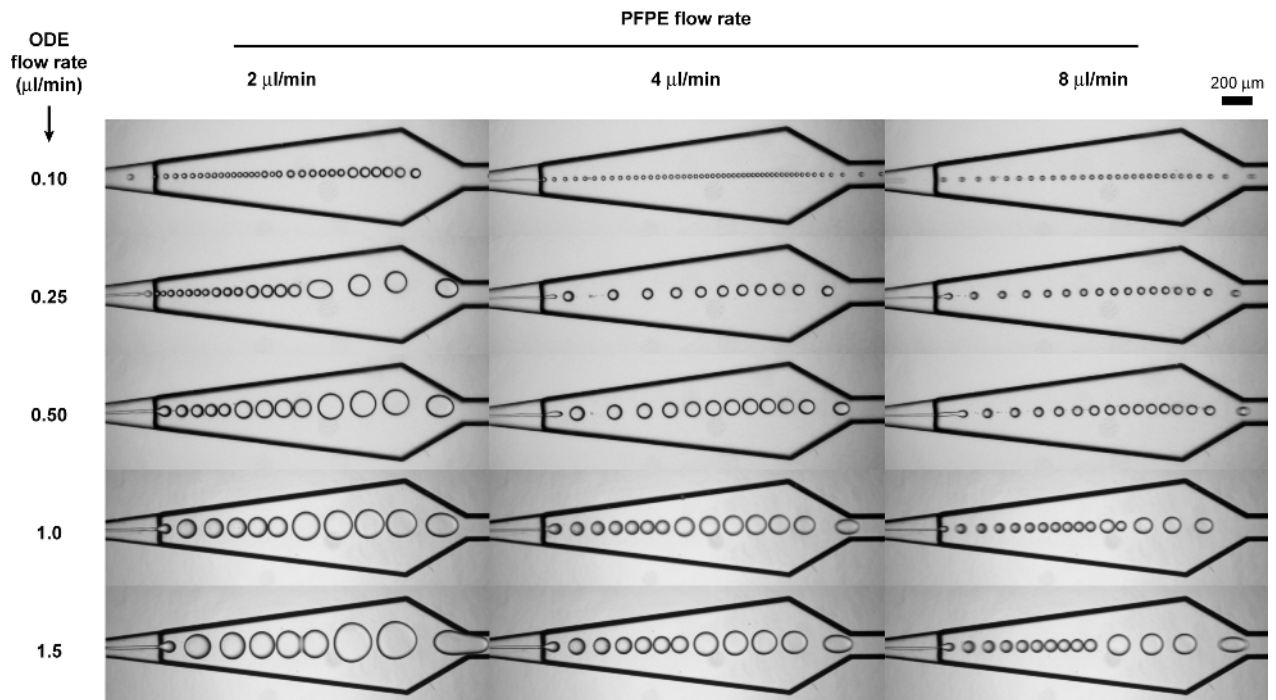 PFPE flow rate
ODE
flow rate
(μl/min)
2 μl/min
4 μl/min
8 μl/min
200 μm
0.10
0.25
0.50
1.0
1.5